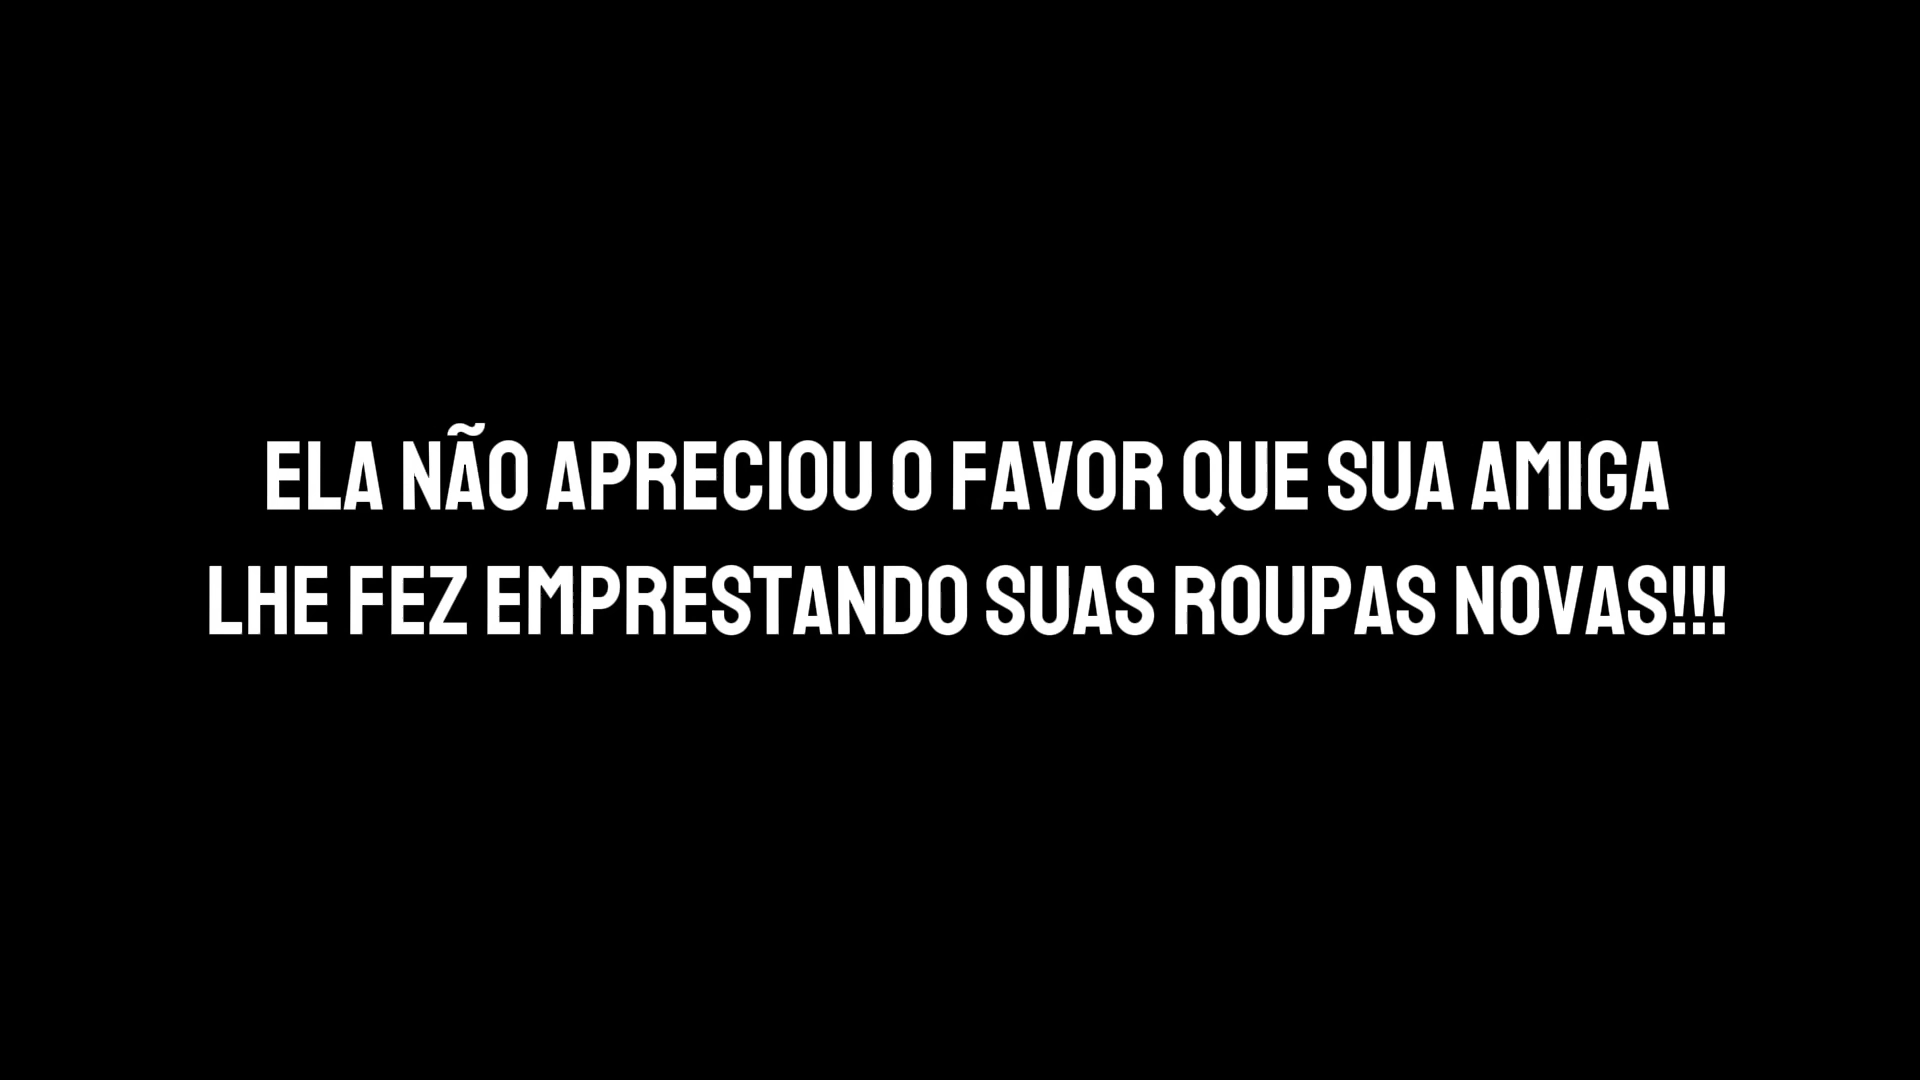 ELA NÃO APRECIOU O FAVOR QUE SUA AMIGA
LHE FEZ EMPRESTANDO SUAS ROUPAS NOVAS!!!